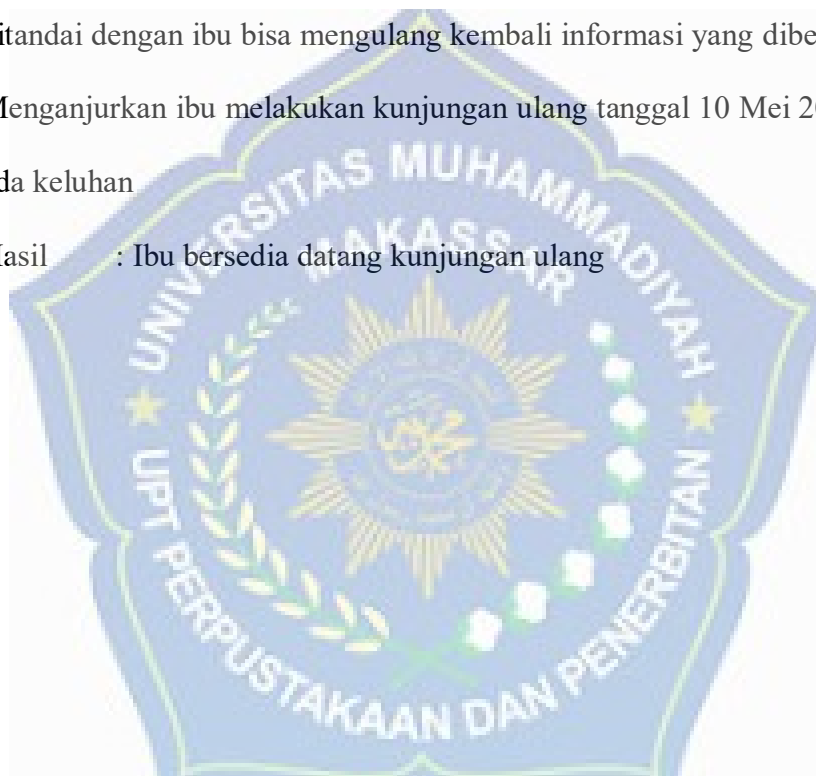 itandai dengan ibu bisa mengulang kembali informasi yang dibe
Menganjurkan ibu melakukan kunjungan ulang tanggal 10 Mei 20
da keluhan
Hasil : Ibu bersedia datang kunjungan ulang
UNIVERSITAS MUHAMMADIYAH
MAKASSAR
UPT PERPUSTAKAAN DAN PENERBITAN